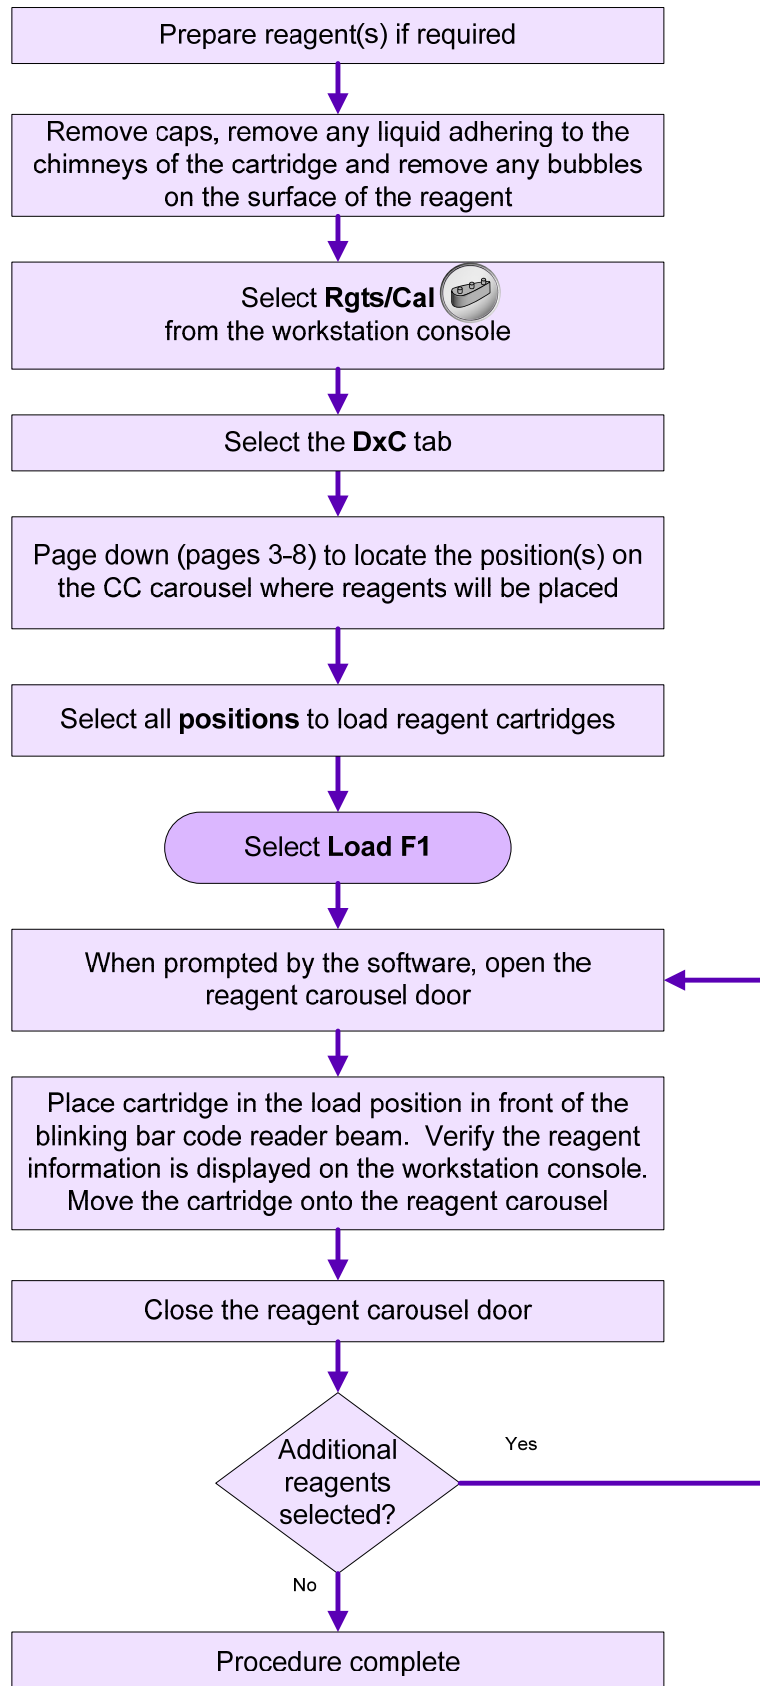 Prepare reagent(s) if required
Remove caps, remove any liquid adhering to the
chimneys of the cartridge and remove any bubbles
on the surface of the reagent
Select Rgts/Cal
from the workstation console
Select the DxC tab
Page down (pages 3-8) to locate the position(s) on
the CC carousel where reagents will be placed
Select all positions to load reagent cartridges
Select Load F1
When prompted by the software, open the
reagent carousel door
Place cartridge in the load position in front of the
blinking bar code reader beam.  Verify the reagent
information is displayed on the workstation console.
Move the cartridge onto the reagent carousel
Close the reagent carousel door
Additional
reagents
selected?
Yes
No
Procedure complete